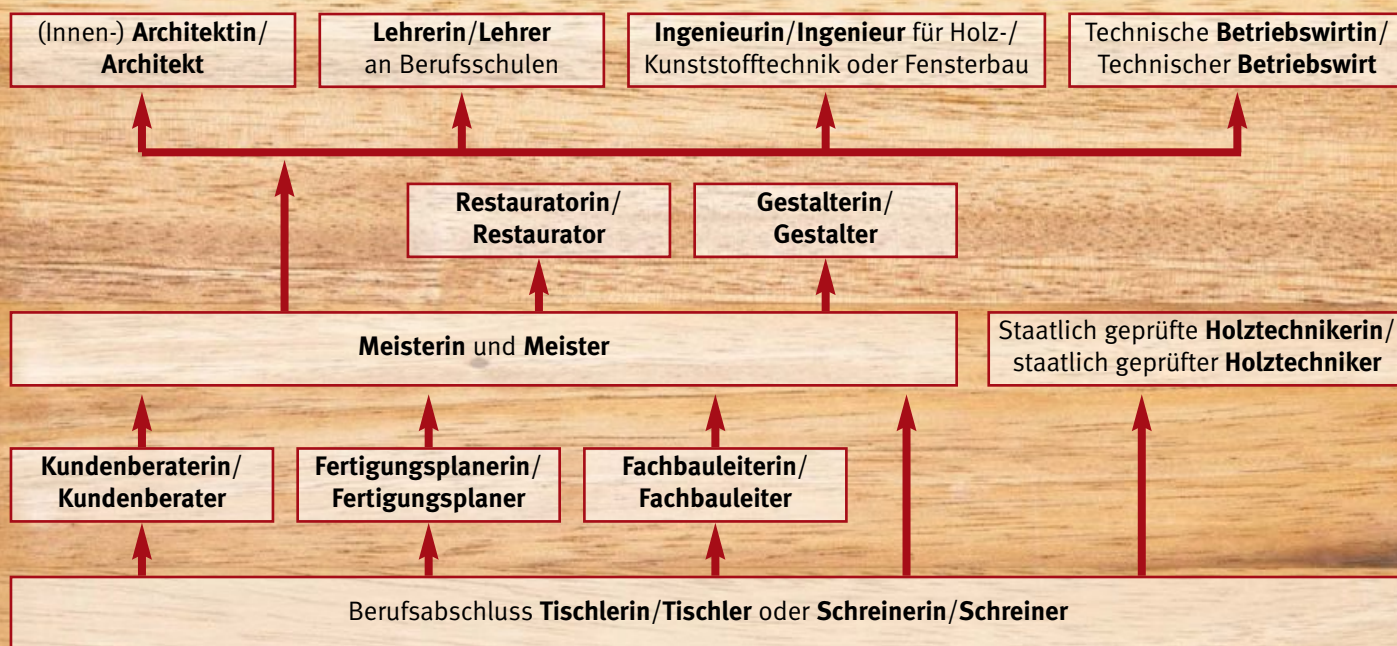 (Innen-) Architektin/
Architekt
Lehrerin/Lehrer
an Berufsschulen
Ingenieurin/Ingenieur für Holz-/
Kunststofftechnik oder Fensterbau
Technische Betriebswirtin/
Technischer Betriebswirt
Restauratorin/
Restaurator
Gestalterin/
Gestalter
Meisterin und Meister
Staatlich geprüfte Holztechnikerin/
staatlich geprüfter Holztechniker
Kundenberaterin/
Kundenberater
Fertigungsplanerin/
Fertigungsplaner
Fachbauleiterin/
Fachbauleiter
Berufsabschluss Tischlerin/Tischler oder Schreinerin/Schreiner